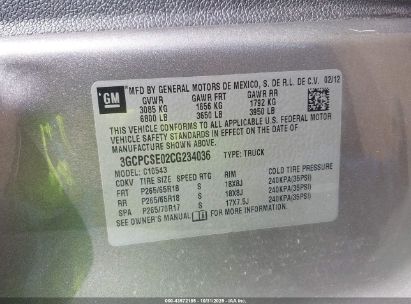 GM
MFD BY GENERAL MOTORS DE MEXICO, S. DE R.L. DE C.V. 02/12
GVWR GAWR FRT GAWR RR
3085 KG 1656 KG 1792 KG
6800 LB 3650 LB 3950 LB
THIS VEHICLE CONFORMS TO ALL APPLICABLE U.S. FEDERAL MOTOR
VEHICLE SAFETY STANDARDS IN EFFECT ON THE DATE OF
MANUFACTURE SHOWN ABOVE.
3GCPCSE02CG234036 TYPE: TRUCK
MODEL: C10543
CDKV TIRE SIZE SPEED RTG RIM COLD TIRE PRESSURE
FRT P265/65R18 S 18X8J 240KPA(35PSI)
RR P265/65R18 S 18X8J 240KPA(35PSI)
SPA P265/70R17 S 17X7.5J 240KPA(35PSI)
SEE OWNER'S MANUAL